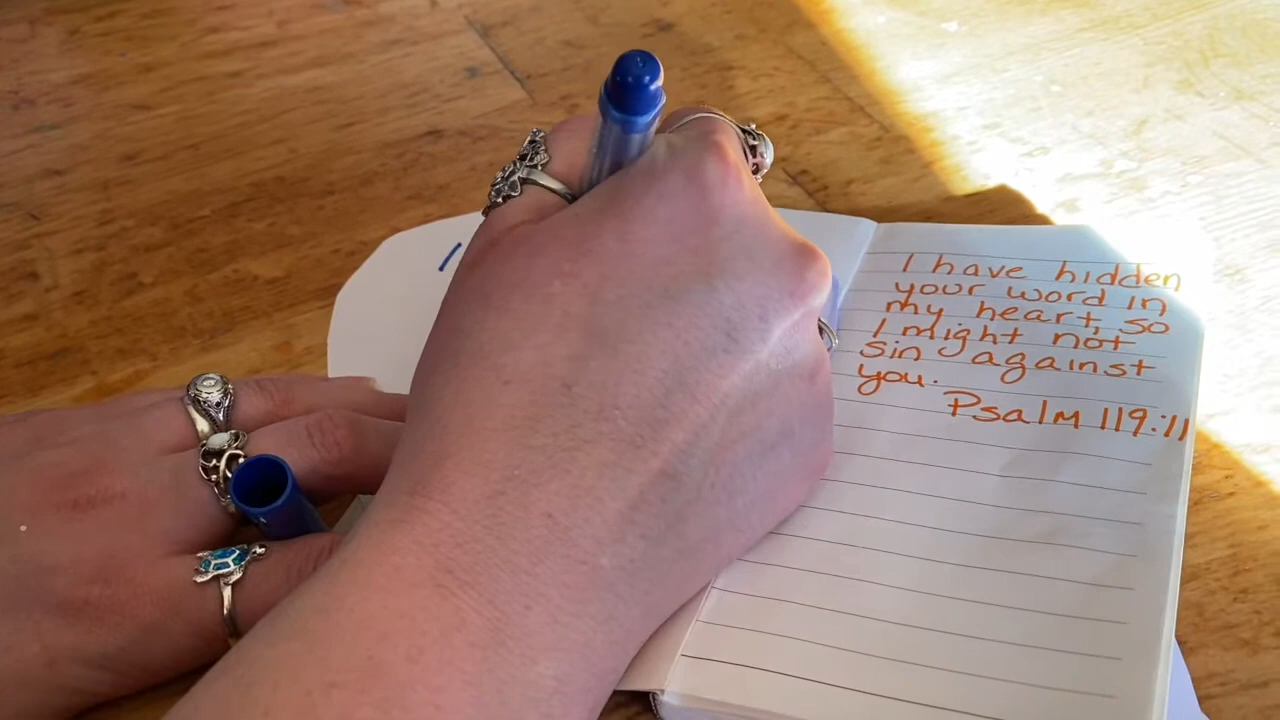 I have hidden
your word in
my heart, so
I might not
sin against
you.
Psalm 119:11